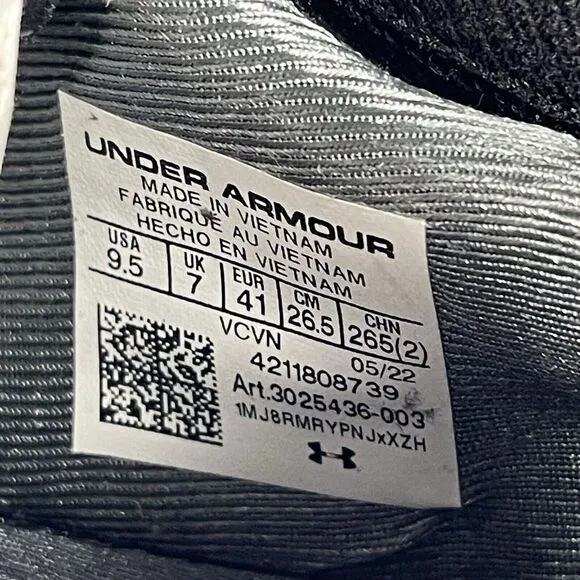 UNDER ARMOUR
MADE IN VIETNAM
FABRIQUE AU VIETNAM
HECHO EN VIETNAM
USA UK EUR CM CHN
9.5 7 41 26.5 265(2)
VCVN 05/22
4211808739
Art.3025436-003
1MJ8RMRYPNJxXZH